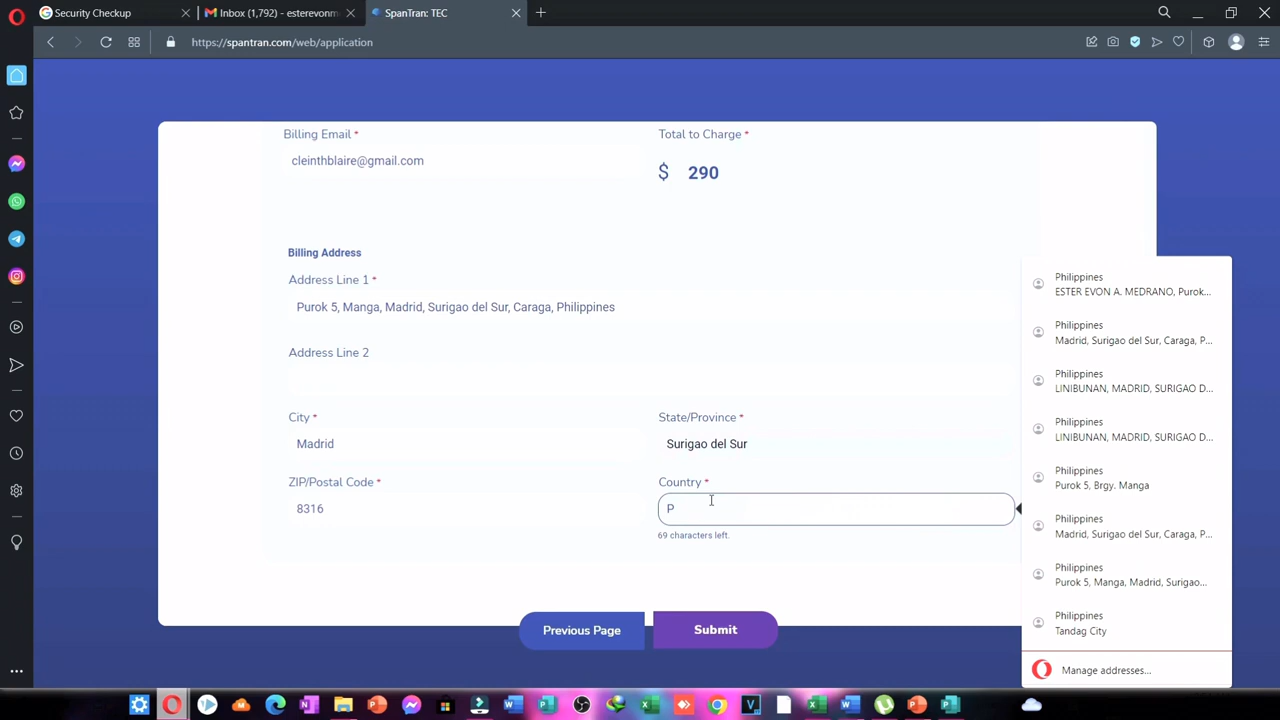 Security Checkup
Inbox (1,792) - esterevonm
SpanTran: TEC
https://spantran.com/web/application
Billing Email *
Total to Charge *
cleinthblaire@gmail.com
$ 290
Billing Address
Address Line 1 *
Purok 5, Manga, Madrid, Surigao del Sur, Caraga, Philippines
Address Line 2
City *
State/Province *
Madrid
Surigao del Sur
ZIP/Postal Code *
Country *
8316
P
69 characters left.
Previous Page
Submit
Philippines
ESTER EVON A. MEDRANO, Purok...
Philippines
Madrid, Surigao del Sur, Caraga, P...
Philippines
LINIBUNAN, MADRID, SURIGAO D...
Philippines
LINIBUNAN, MADRID, SURIGAO D...
Philippines
Purok 5, Brgy. Manga
Philippines
Madrid, Surigao del Sur, Caraga, P...
Philippines
Purok 5, Manga, Madrid, Surigao...
Philippines
Tandag City
Manage addresses...